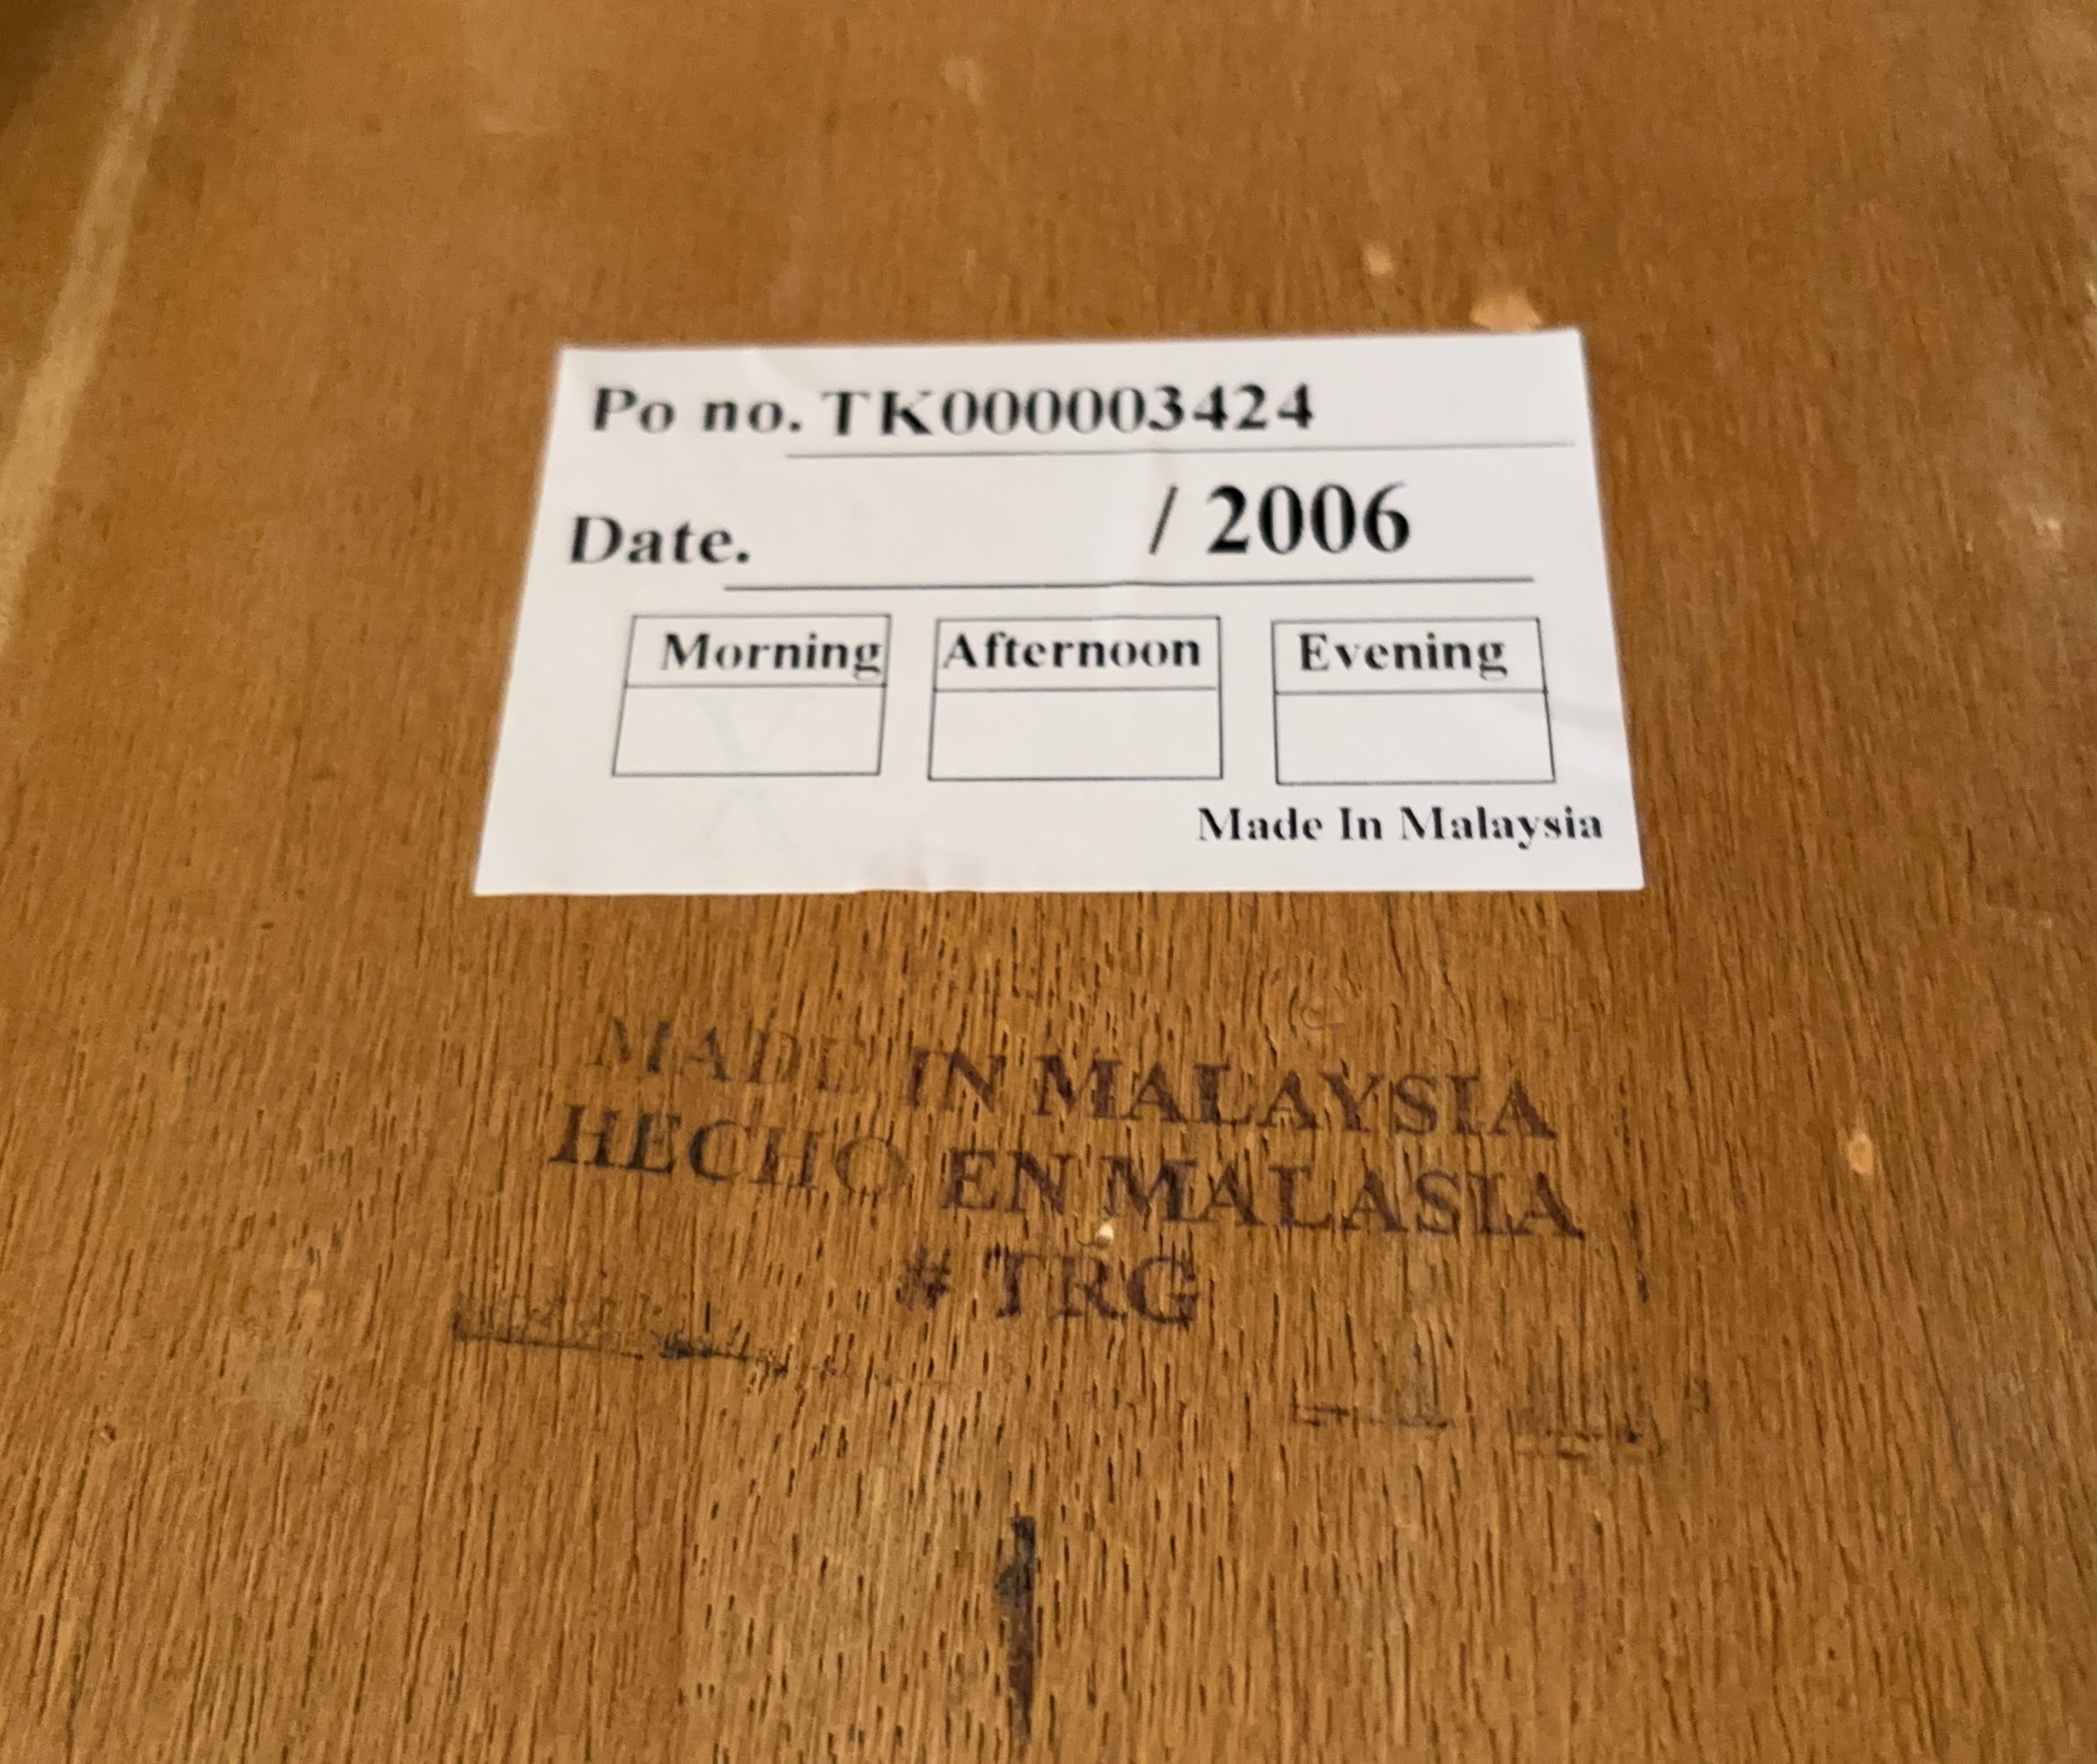 Po no. TK000003424
Date. / 2006
Morning Afternoon Evening
X
Made In Malaysia
MADE IN MALAYSIA
HECHO EN MALASIA
# TRG